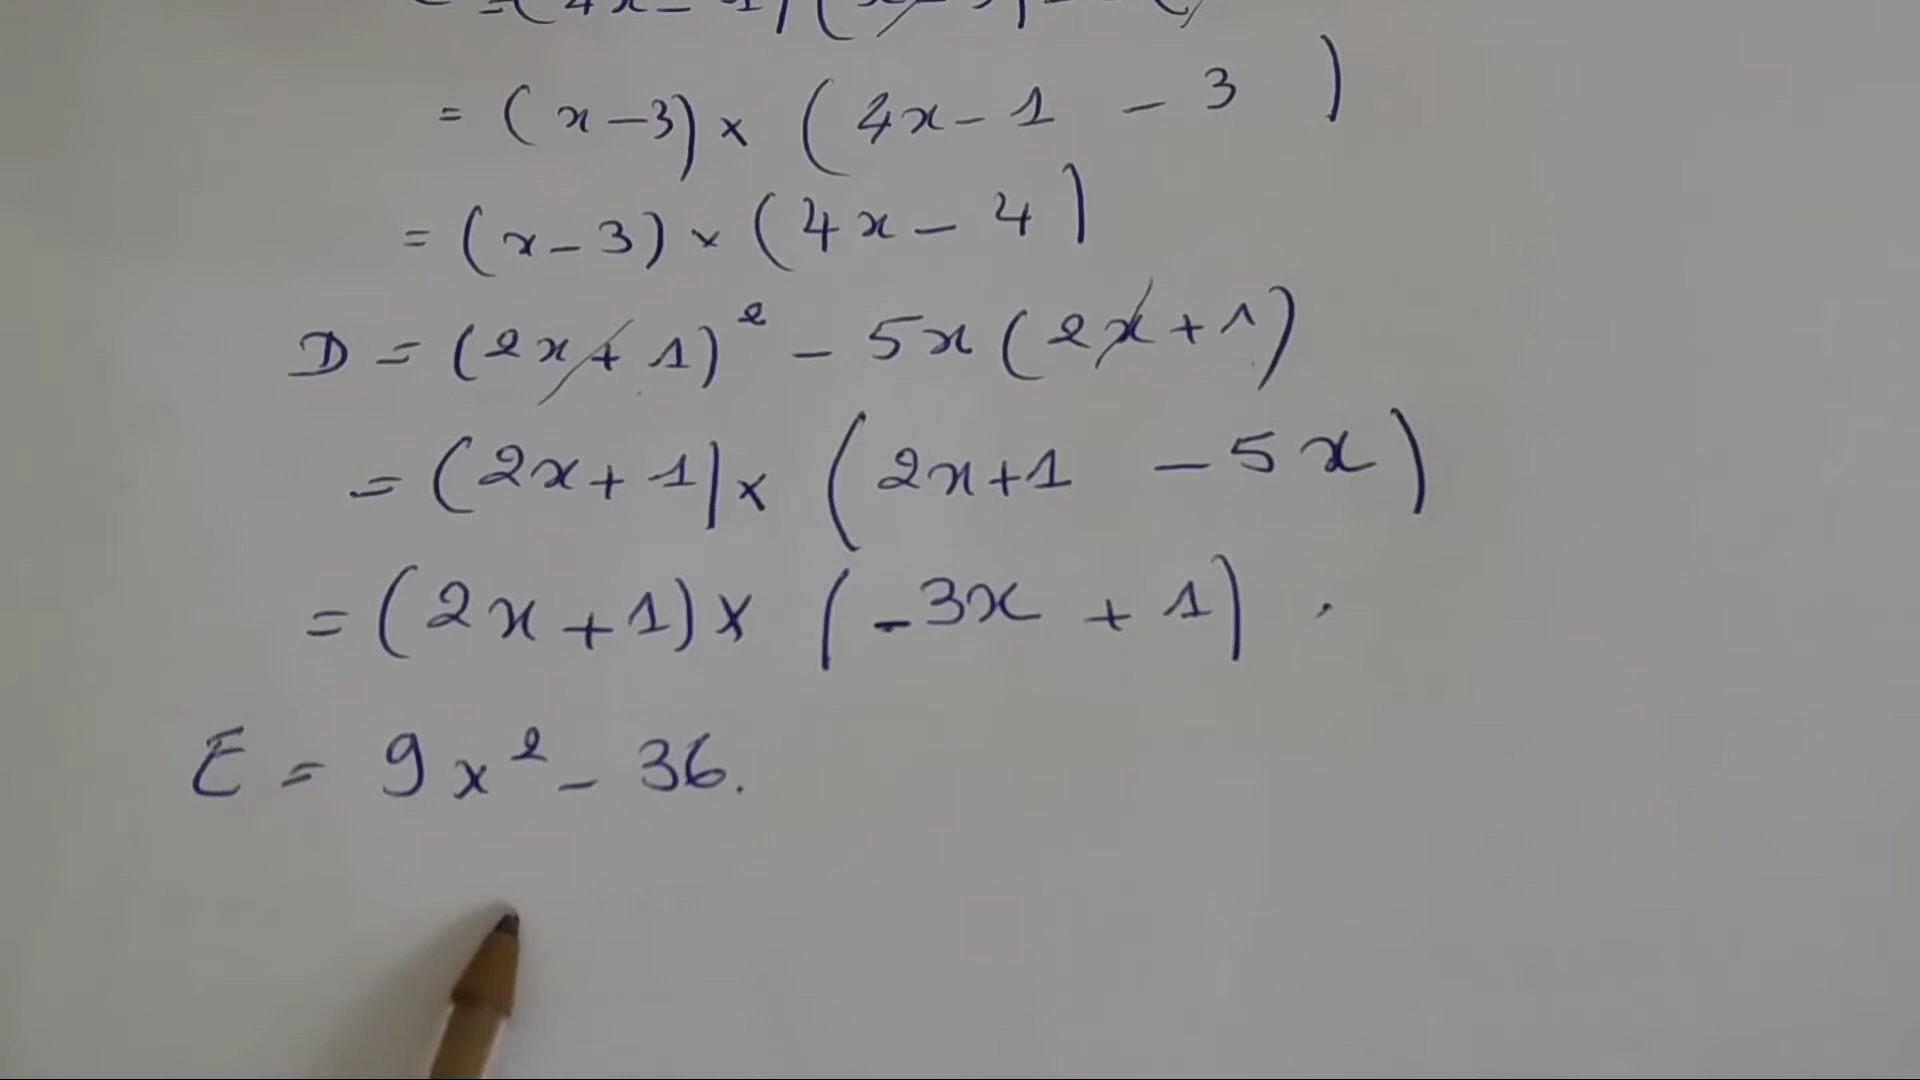 = (x-3) × (4x-1 - 3)
= (x-3) × (4x-4)
D = (2x+1)² - 5x(2x+1)
= (2x+1) × (2x+1 - 5x)
= (2x+1) × (-3x + 1).
E = 9x² - 36.